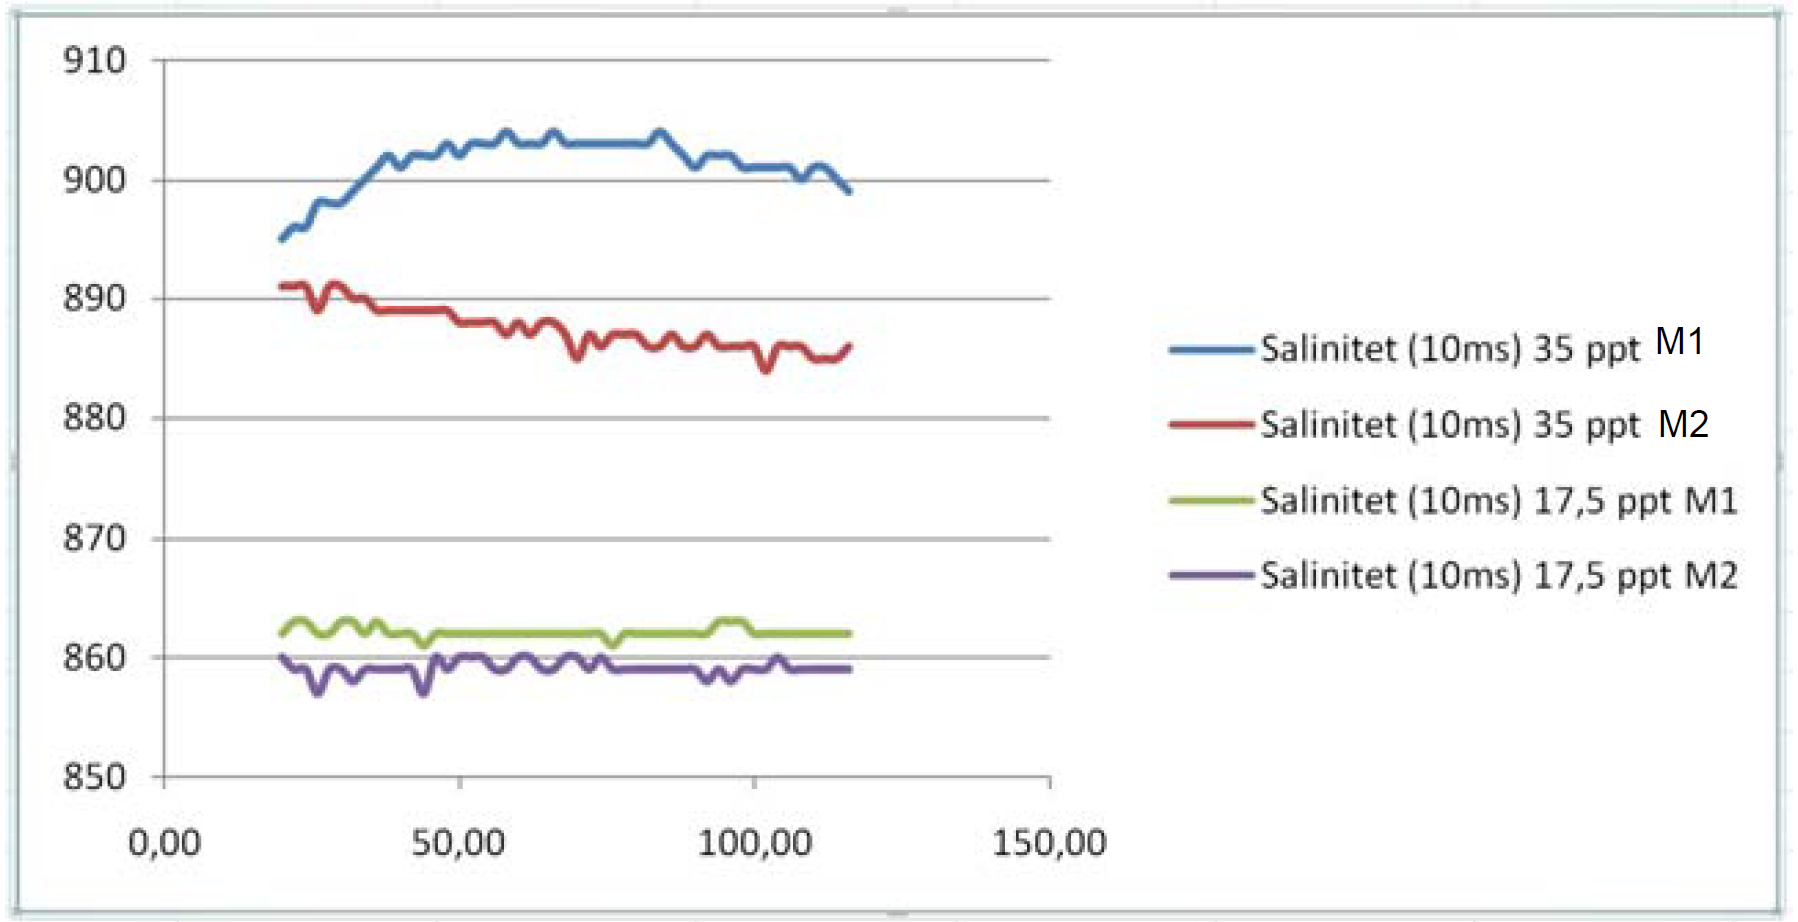 910
900
890
880
870
860
850
0,00 50,00 100,00 150,00
Salinitet (10ms) 35 ppt M1
Salinitet (10ms) 35 ppt M2
Salinitet (10ms) 17,5 ppt M1
Salinitet (10ms) 17,5 ppt M2